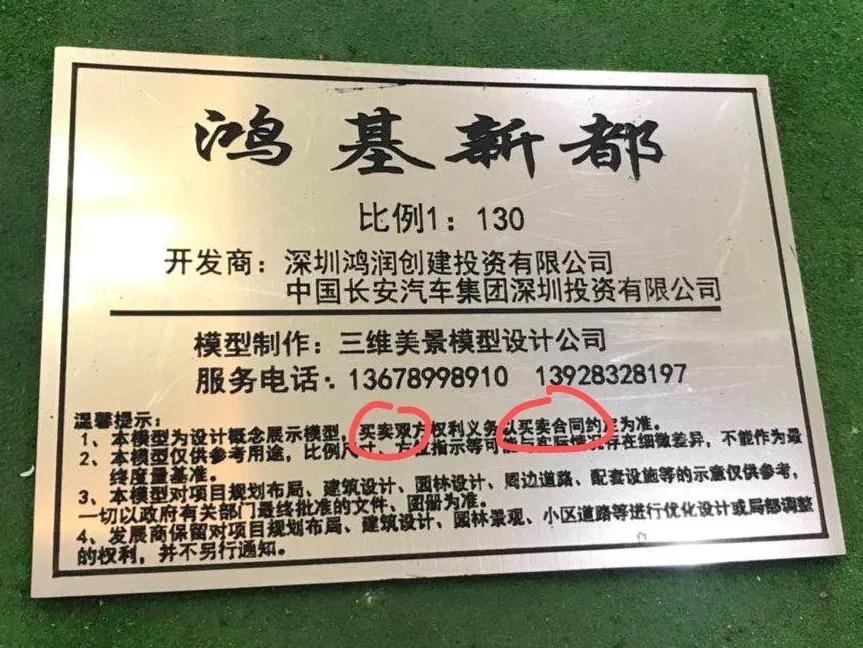 鸿基新都
比例1：130
开发商：深圳鸿润创建投资有限公司
中国长安汽车集团深圳投资有限公司
模型制作：三维美景模型设计公司
服务电话：13678998910 13928328197
温馨提示：
1、本模型为设计概念展示模型，买卖双方权利义务以买卖合同约定为准。
2、本模型仅供参考用途，比例尺寸、方位指示等可能与实际情况存在细微差异，不能作为最
终度量基准。
3、本模型对项目规划布局、建筑设计、园林设计、周边道路、配套设施等的示意仅供参考，
一切以政府有关部门最终批准的文件、图册为准。
4、发展商保留对项目规划布局、建筑设计、园林景观、小区道路等进行优化设计或局部调整
的权利，并不另行通知。